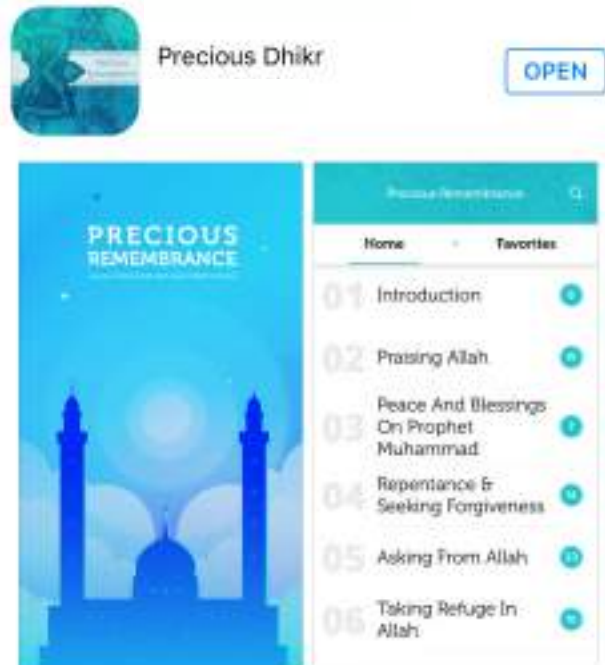 Precious Dhikr
OPEN
PRECIOUS
REMEMBRANCE
Precious Remembrance
Home
Favorites
01 Introduction
02 Praising Allah
03 Peace And Blessings
On Prophet
Muhammad
04 Repentance &
Seeking Forgiveness
05 Asking From Allah
06 Taking Refuge In
Allah